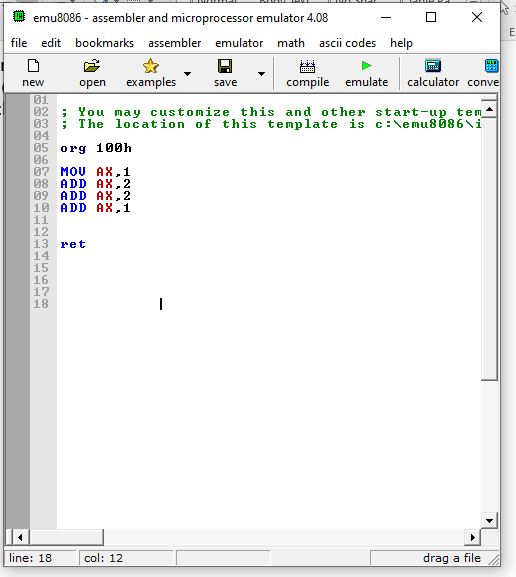 emu8086 - assembler and microprocessor emulator 4.08
file edit bookmarks assembler emulator math ascii codes help
new open examples save compile emulate calculator conve
01
02 ; You may customize this and other start-up tem
03 ; The location of this template is c:\emu8086\i
04
05 org 100h
06
07 MOV AX,1
08 ADD AX,2
09 ADD AX,2
10 ADD AX,1
11
12
13 ret
14
15
16
17
18
line: 18 col: 12 drag a file